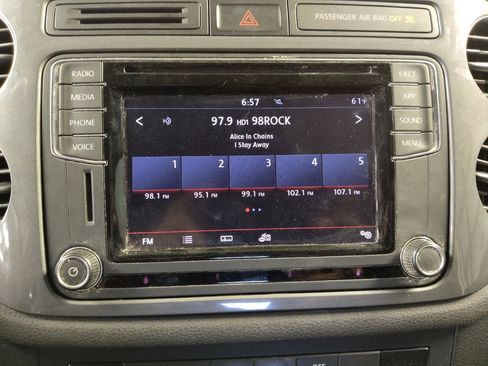 PASSENGER AIR BAG OFF
RADIO
MEDIA
PHONE
VOICE
EJECT
APP
SOUND
MENU
6:57
61°F
< 97.9 HD1 98ROCK >
Alice In Chains
I Stay Away
1 2 3 4 5
98.1 FM 95.1 FM 99.1 FM 102.1 FM 107.1 FM
FM
OFF